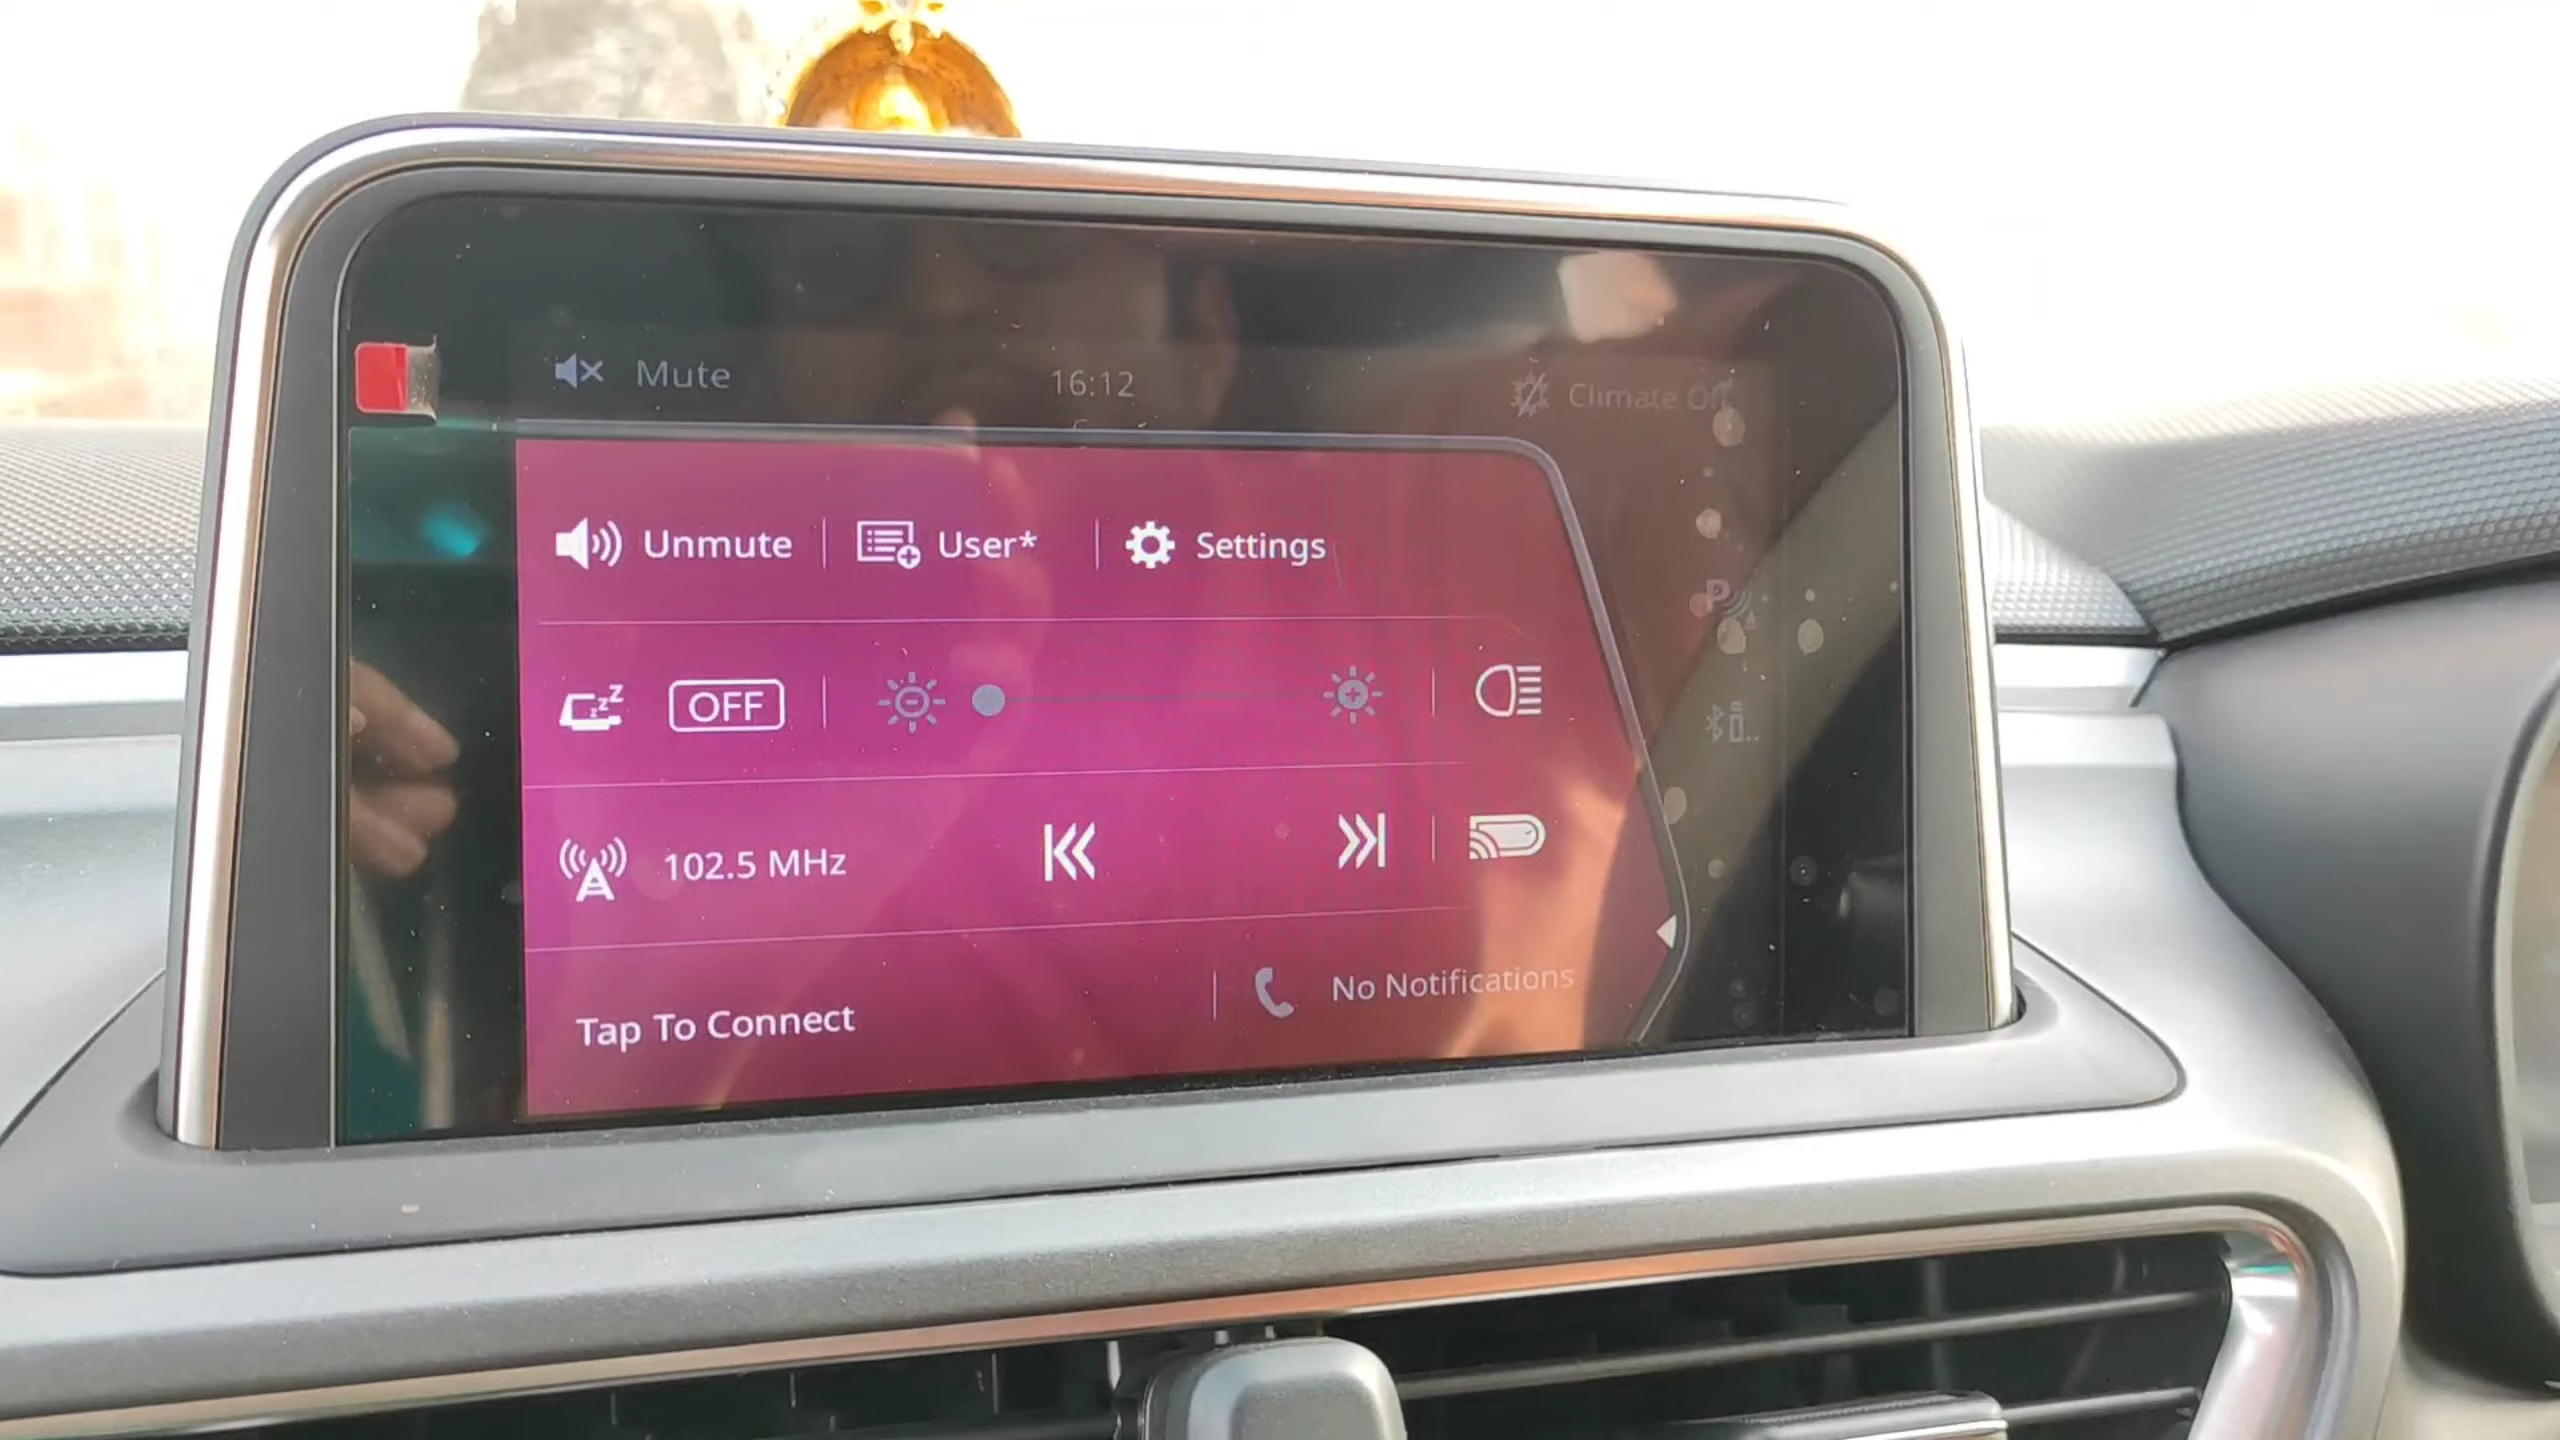 Mute 16:12 Climate Off
Unmute User* Settings
OFF
102.5 MHz
Tap To Connect No Notifications